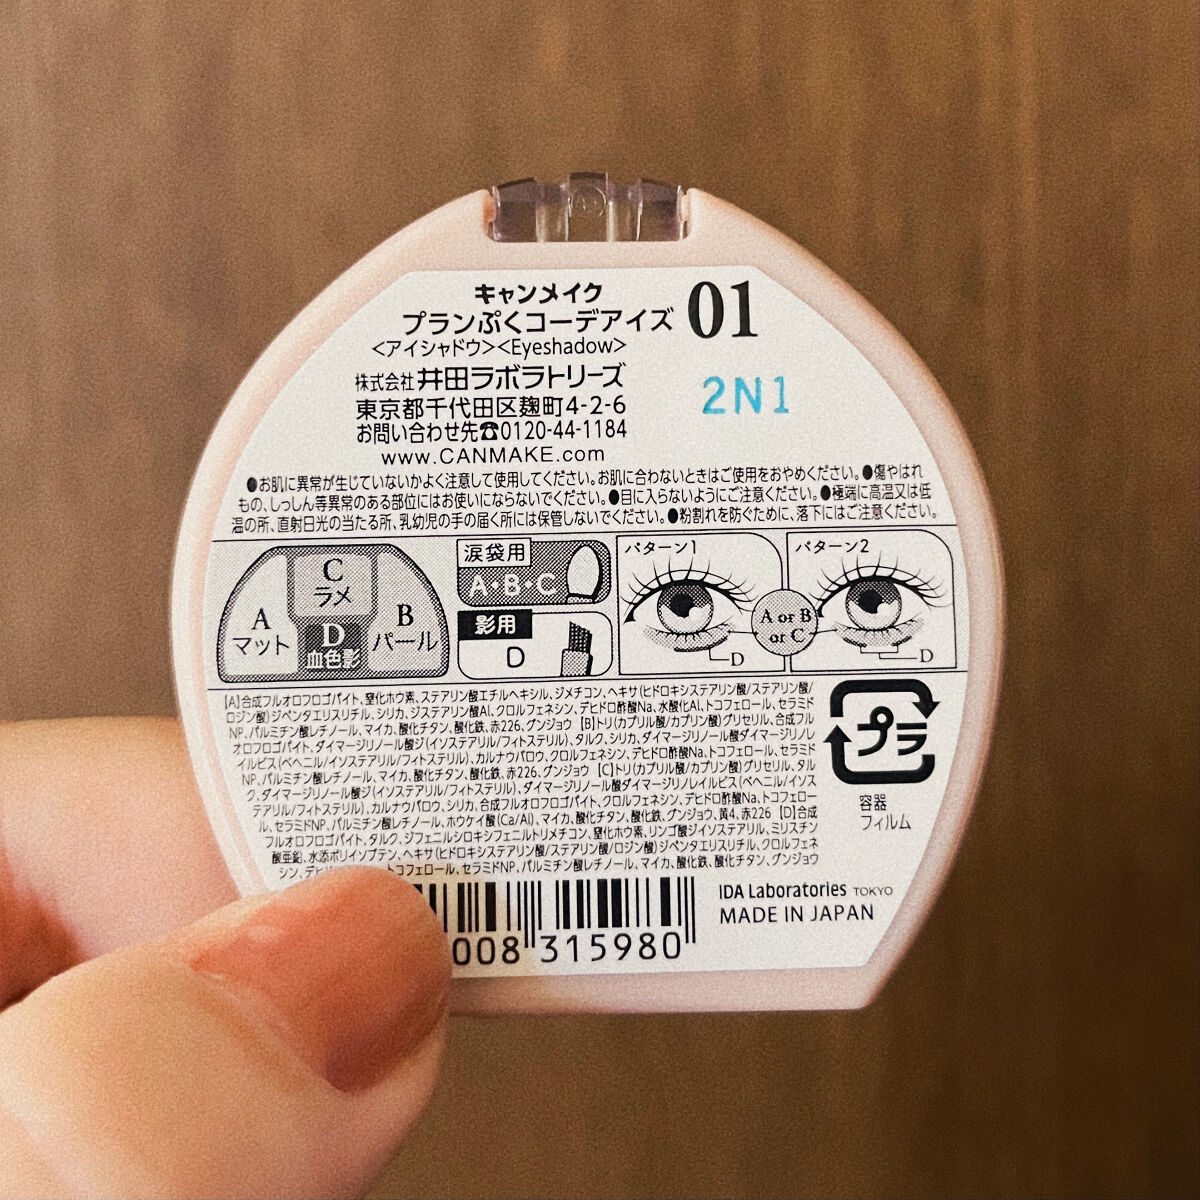 キャンメイク
プランぷくコーデアイズ 01
<アイシャドウ><Eyeshadow>
2N1
株式会社 井田ラボラトリーズ
東京都千代田区麹町4-2-6
お問い合わせ先☎0120-44-1184
www.CANMAKE.com
●お肌に異常が生じていないかよく注意して使用してください。お肌に合わないときはご使用をおやめください。●傷やはれ
もの、しっしん等異常のある部位にはお使いにならないでください。●目に入らないようにご注意ください。●極端に高温又は低
温の所、直射日光の当たる所、乳幼児の手の届く所には保管しないでください。●粉割れを防ぐために、落下にはご注意ください。
A
マット
C
ラメ
D
血色影
B
パール
涙袋用
A・B・C
影用
D
パターン1
D
A or B
or C
パターン2
D
【A】合成フルオロフロゴパイト、窒化ホウ素、ステアリン酸エチルヘキシル、ジメチコン、ヘキサ(ヒドロキシステアリン酸/ステアリン酸/
ロジン酸)ジペンタエリスリチル、シリカ、ジステアリン酸Al、クロルフェネシン、デヒドロ酢酸Na、水酸化Al、トコフェロール、セラミド
NP、パルミチン酸レチノール、マイカ、酸化チタン、酸化鉄、赤226、グンジョウ 【B】トリ(カプリル酸/カプリン酸)グリセリル、合成フル
オロフロゴパイト、ダイマージリノール酸ジ(イソステアリル/フィトステリル)、タルク、シリカ、ダイマージリノール酸ダイマージリノレ
イルビス(ベヘニル/イソステアリル/フィトステリル)、カルナウバロウ、クロルフェネシン、デヒドロ酢酸Na、トコフェロール、セラミド
NP、パルミチン酸レチノール、マイカ、酸化チタン、酸化鉄、赤226、グンジョウ 【C】トリ(カプリル酸/カプリン酸)グリセリル、タル
ク、ダイマージリノール酸ジ(イソステアリル/フィトステリル)、ダイマージリノール酸ダイマージリノレイルビス(ベヘニル/イソス
テアリル/フィトステリル)、カルナウバロウ、シリカ、合成フルオロフロゴパイト、クロルフェネシン、デヒドロ酢酸Na、トコフェロー
ル、セラミドNP、パルミチン酸レチノール、ホウケイ酸(Ca/Al)、マイカ、酸化チタン、酸化鉄、グンジョウ、黄4、赤226 【D】合成
フルオロフロゴパイト、タルク、ジフェニルシロキシフェニルトリメチコン、窒化ホウ素、リンゴ酸ジイソステアリル、ミリスチン
酸亜鉛、水添ポリイソブテン、ヘキサ(ヒドロキシステアリン酸/ステアリン酸/ロジン酸)ジペンタエリスリチル、クロルフェネ
シン、デヒド トコフェロール、セラミドNP、パルミチン酸レチノール、マイカ、酸化鉄、酸化チタン、グンジョウ
プラ
容器
フィルム
008 315980
IDA Laboratories TOKYO
MADE IN JAPAN